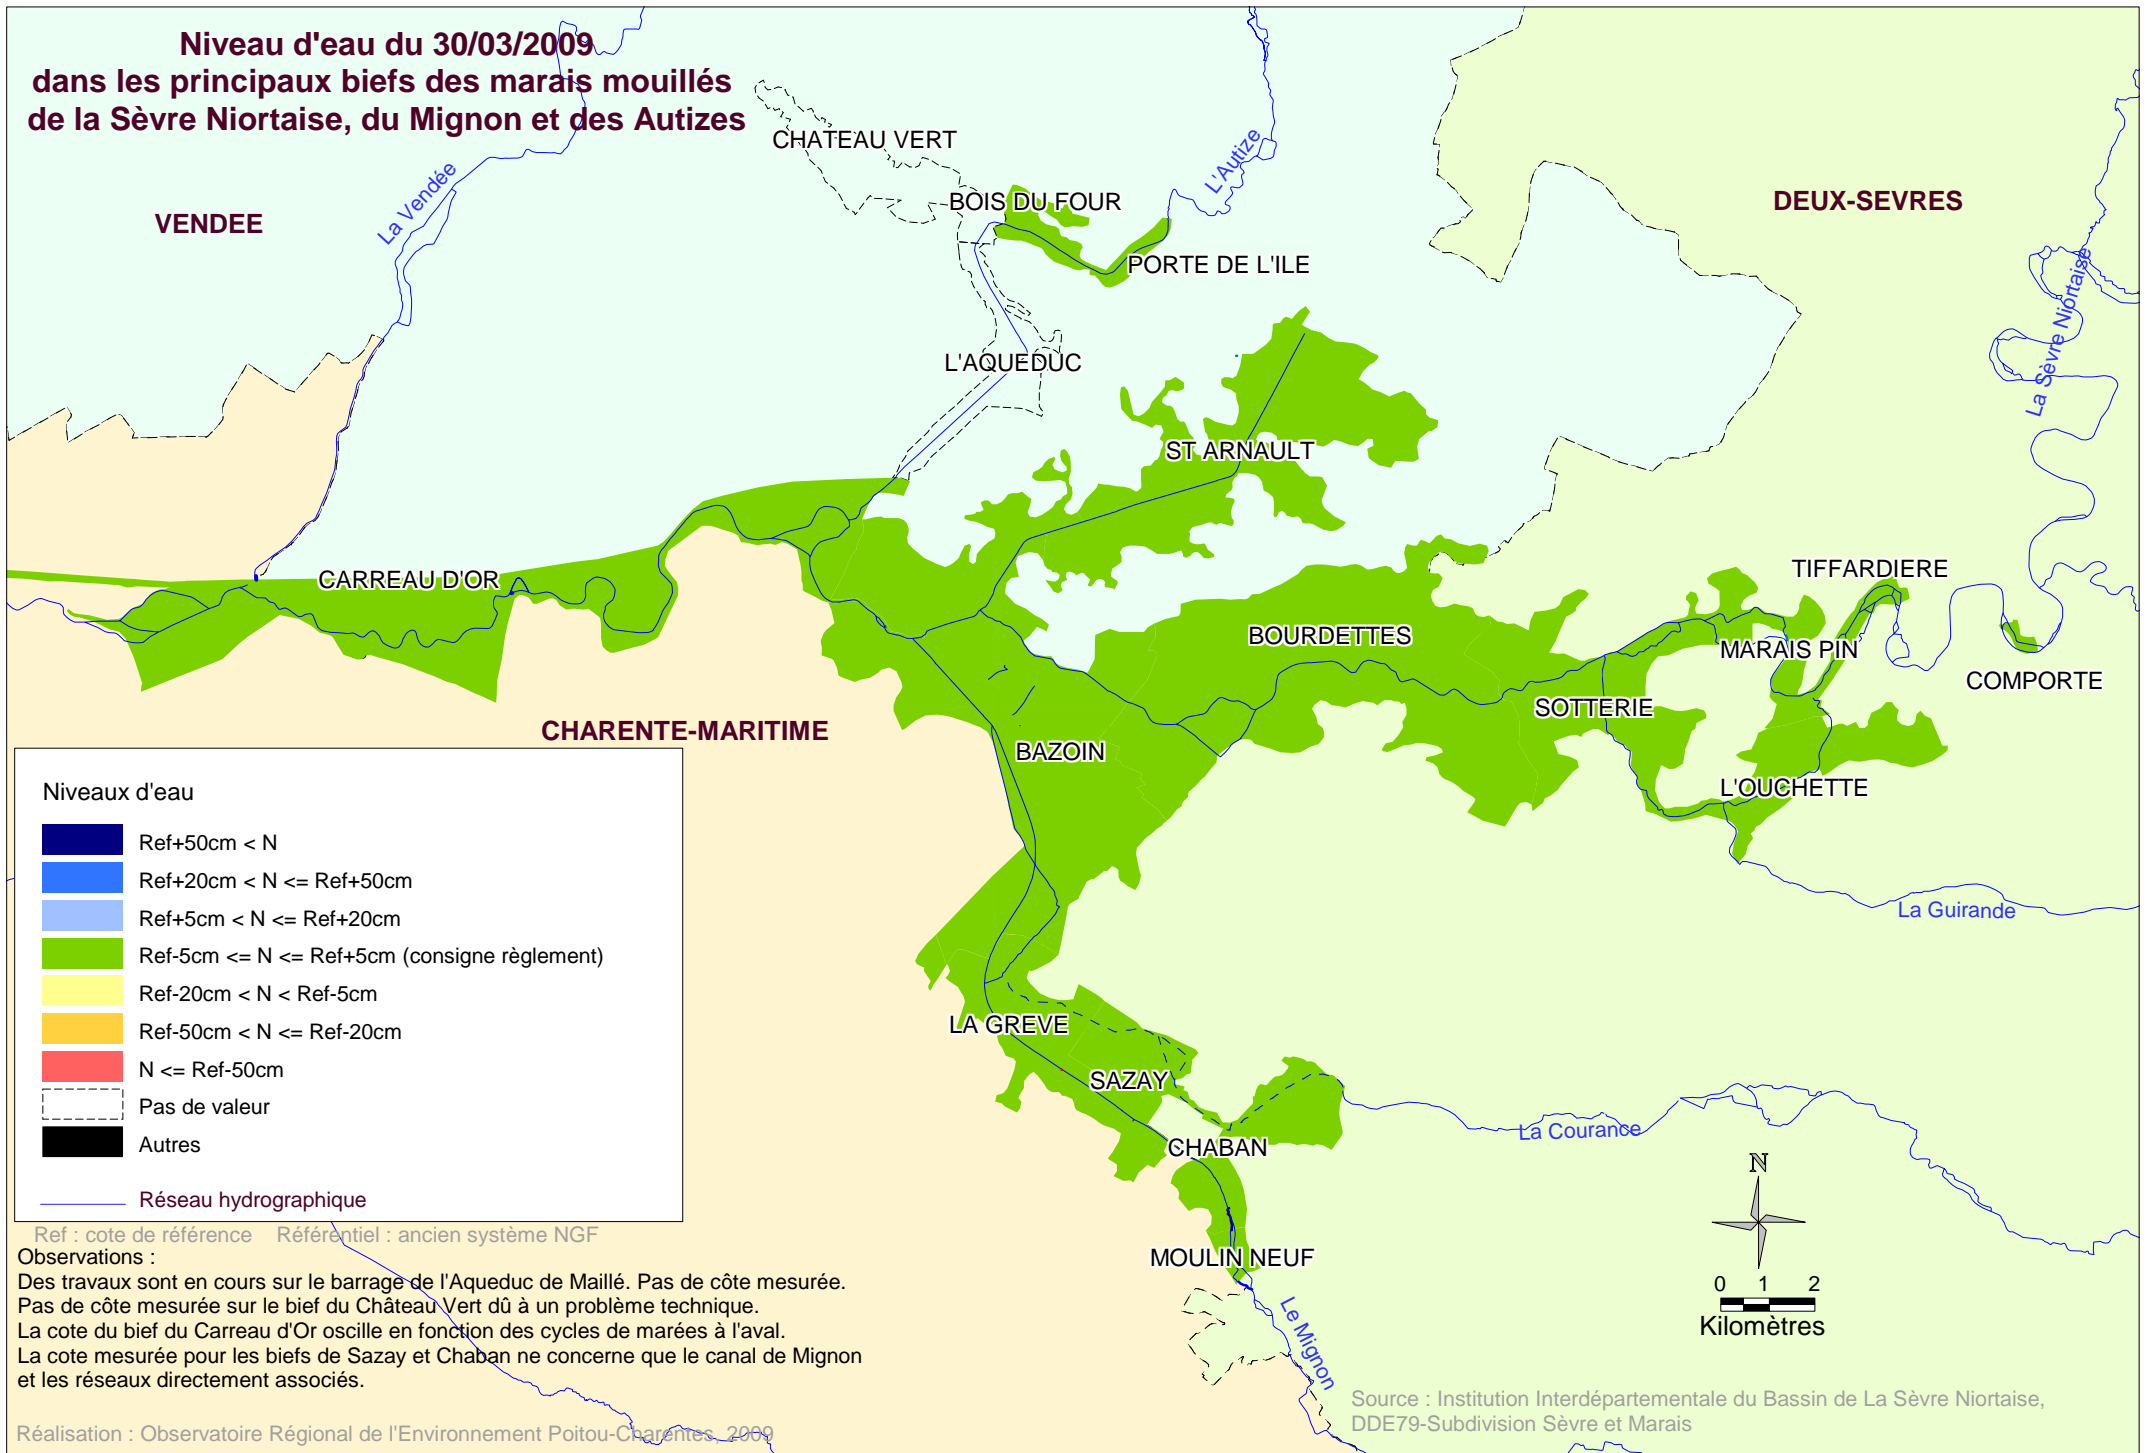 Niveau d'eau du 30/03/2009
dans les principaux biefs des marais mouillés
de la Sèvre Niortaise, du Mignon et des Autizes
CHATEAU VERT
L'Autize
La Vendée
BOIS DU FOUR
DEUX-SEVRES
VENDEE
PORTE DE L'ILE
La Sèvre Niortaise
L'AQUEDUC
ST ARNAULT
CARREAU D'OR
TIFFARDIERE
BOURDETTES
MARAIS PIN
COMPORTE
SOTTERIE
CHARENTE-MARITIME
BAZOIN
L'OUCHETTE
La Guirande
LA GREVE
SAZAY
La Courance
CHABAN
MOULIN NEUF
Le Mignon
Niveaux d'eau
Ref+50cm < N
Ref+20cm < N <= Ref+50cm
Ref+5cm < N <= Ref+20cm
Ref-5cm <= N <= Ref+5cm (consigne règlement)
Ref-20cm < N < Ref-5cm
Ref-50cm < N <= Ref-20cm
N <= Ref-50cm
Pas de valeur
Autres
Réseau hydrographique
Ref : cote de référence Référentiel : ancien système NGF
Observations :
Des travaux sont en cours sur le barrage de l'Aqueduc de Maillé. Pas de côte mesurée.
Pas de côte mesurée sur le bief du Château Vert dû à un problème technique.
La cote du bief du Carreau d'Or oscille en fonction des cycles de marées à l'aval.
La cote mesurée pour les biefs de Sazay et Chaban ne concerne que le canal de Mignon
et les réseaux directement associés.
Réalisation : Observatoire Régional de l'Environnement Poitou-Charentes, 2009
N
0 1 2
Kilomètres
Source : Institution Interdépartementale du Bassin de La Sèvre Niortaise,
DDE79-Subdivision Sèvre et Marais